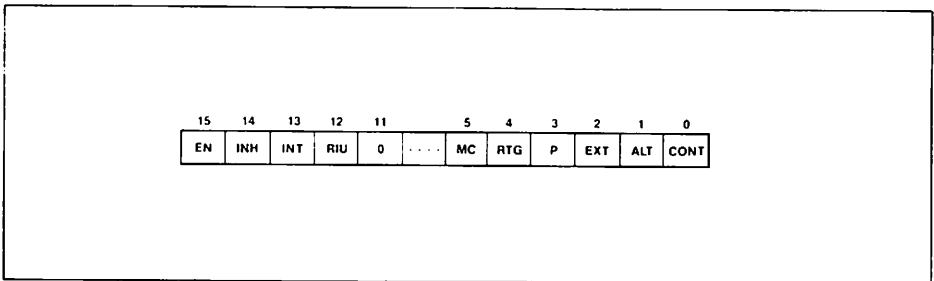 15 14 13 12 11 5 4 3 2 1 0
EN INH INT RIU 0 .... MC RTG P EXT ALT CONT